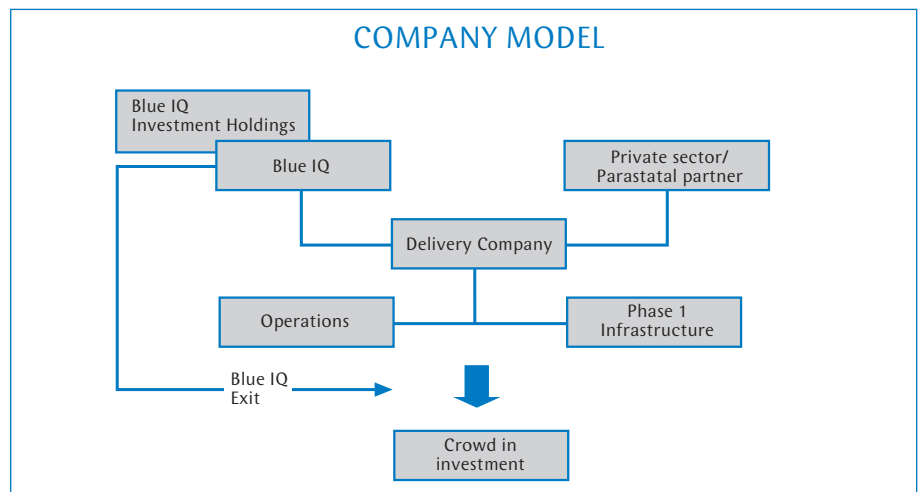 COMPANY MODEL
Blue IQ
Investment Holdings
Blue IQ
Private sector/
Parastatal partner
Delivery Company
Operations
Phase 1
Infrastructure
Blue IQ
Exit
Crowd in
investment